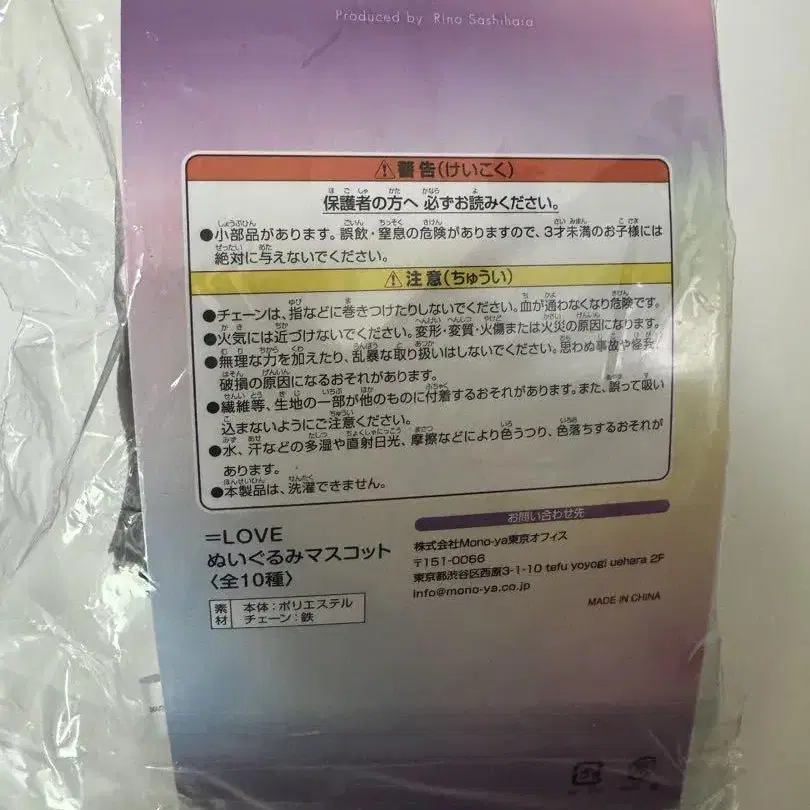 Produced by Rino Sashihara
⚠警告(けいこく)
保護者の方へ 必ずお読みください。
●小部品があります。誤飲・窒息の危険がありますので、3才未満のお子様には
絶対に与えないでください。
⚠注意(ちゅうい)
●チェーンは、指などに巻きつけたりしないでください。血が通わなくなり危険です。
●火気には近づけないでください。変形・変質・火傷または火災の原因になります。
●無理な力を加えたり、乱暴な取り扱いはしないでください。思わぬ事故や怪我、
破損の原因になるおそれがあります。
●繊維等、生地の一部が他のものに付着するおそれがあります。また、誤って吸い
込まないようにご注意ください。
●水、汗などの多湿や直射日光、摩擦などにより色うつり、色落ちするおそれが
あります。
●本製品は、洗濯できません。
=LOVE
ぬいぐるみマスコット
〈全10種〉
素材
本体:ポリエステル
チェーン:鉄
お問い合わせ先
株式会社Mono-ya東京オフィス
〒151-0066
東京都渋谷区西原3-1-10 tefu yoyogi uehara 2F
info@mono-ya.co.jp
MADE IN CHINA